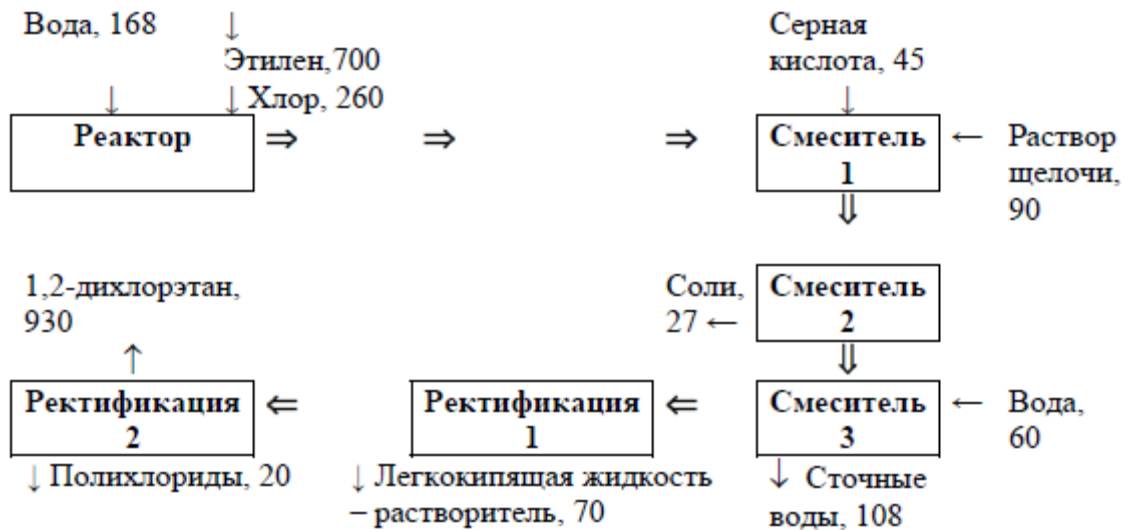 Вода, 168 ↓
Этилен,700
↓ ↓ Хлор, 260
Серная
кислота, 45
↓
Реактор ⇒ ⇒ ⇒
Смеситель
1
← Раствор
щелочи,
90
⇓
1,2-дихлорэтан,
930
↑
Соли,
27 ←
Смеситель
2
⇓
Ректификация
2
⇐
Ректификация
1
⇐
Смеситель
3
← Вода,
60
↓ Полихлориды, 20
↓ Легкокипящая жидкость
– растворитель, 70
↓ Сточные
воды, 108